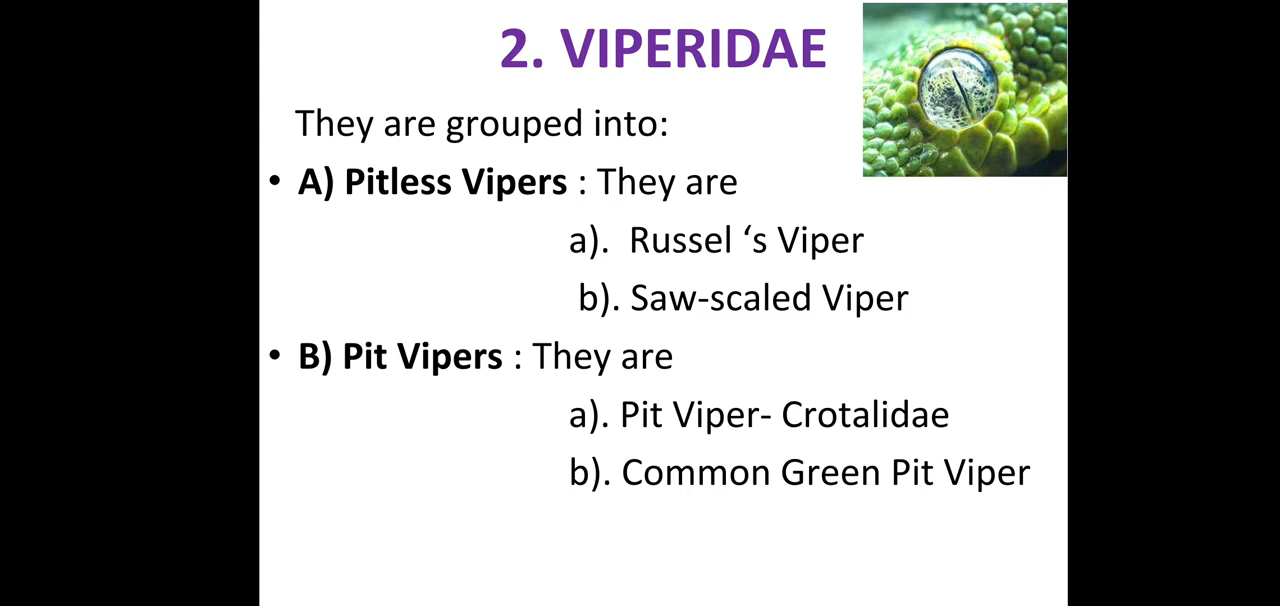 2. VIPERIDAE
They are grouped into:
• A) Pitless Vipers : They are
a). Russel ‘s Viper
b). Saw-scaled Viper
• B) Pit Vipers : They are
a). Pit Viper- Crotalidae
b). Common Green Pit Viper